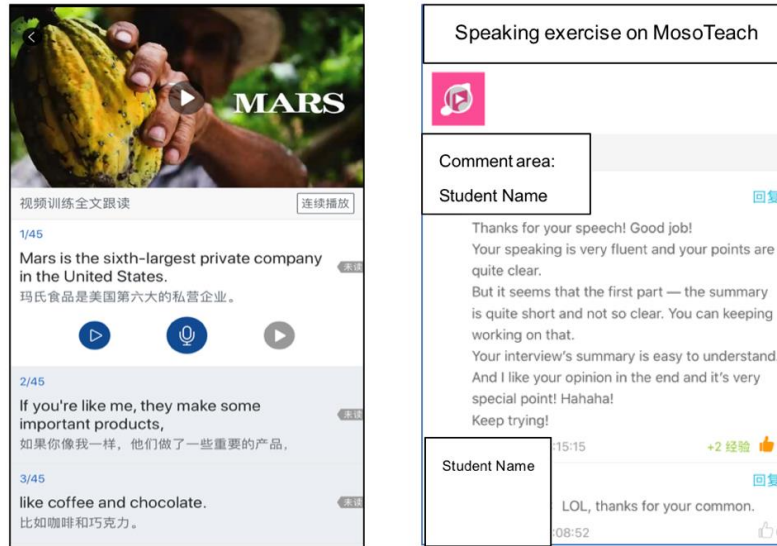 MARS
视频训练全文跟读
连续播放
1/45
Mars is the sixth-largest private company
in the United States.
未读
玛氏食品是美国第六大的私营企业。
2/45
If you're like me, they make some
important products,
未读
如果你像我一样，他们做了一些重要的产品，
3/45
like coffee and chocolate.
未读
比如咖啡和巧克力。
Speaking exercise on MosoTeach
Comment area:
Student Name
回复
Thanks for your speech! Good job!
Your speaking is very fluent and your points are
quite clear.
But it seems that the first part — the summary
is quite short and not so clear. You can keeping
working on that.
Your interview's summary is easy to understand.
And I like your opinion in the end and it's very
special point! Hahaha!
Keep trying!
:15:15
+2 经验
Student Name
回复
LOL, thanks for your common.
:08:52